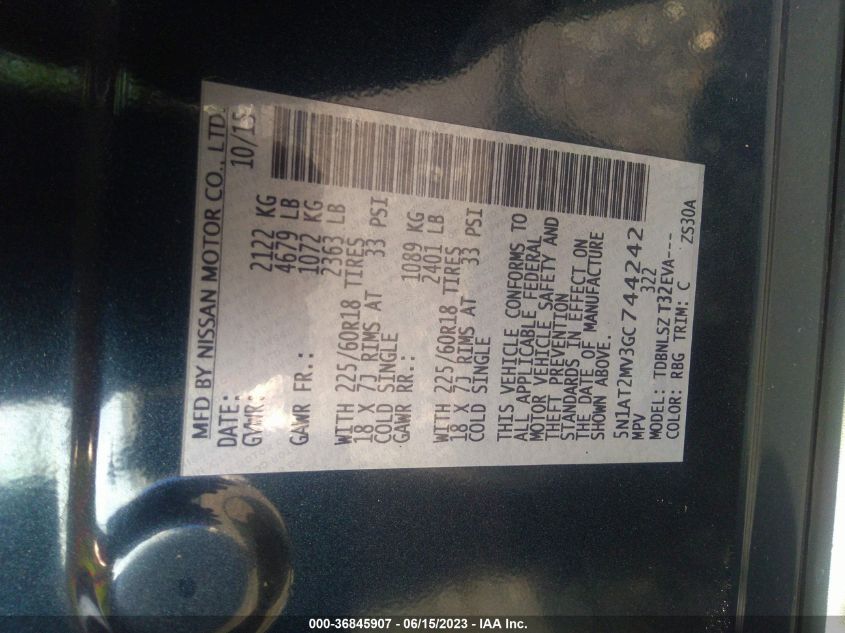 MFD BY NISSAN MOTOR CO., LTD.
DATE: 10/15
GVWR: 2122 KG
4679 LB
GAWR FR.: 1072 KG
2363 LB
WITH 225/60R18 TIRES
18 X 7J RIMS AT 33 PSI
COLD SINGLE
GAWR RR.: 1089 KG
2401 LB
WITH 225/60R18 TIRES
18 X 7J RIMS AT 33 PSI
COLD SINGLE
THIS VEHICLE CONFORMS TO
ALL APPLICABLE FEDERAL
MOTOR VEHICLE SAFETY AND
THEFT PREVENTION
STANDARDS IN EFFECT ON
THE DATE OF MANUFACTURE
SHOWN ABOVE.
5N1AT2MV3GC744242
MPV 322
MODEL: TDBNLSZ T32EVA---
COLOR: RBG TRIM: C ZS30A
000-36845907 - 06/15/2023 - IAA Inc.